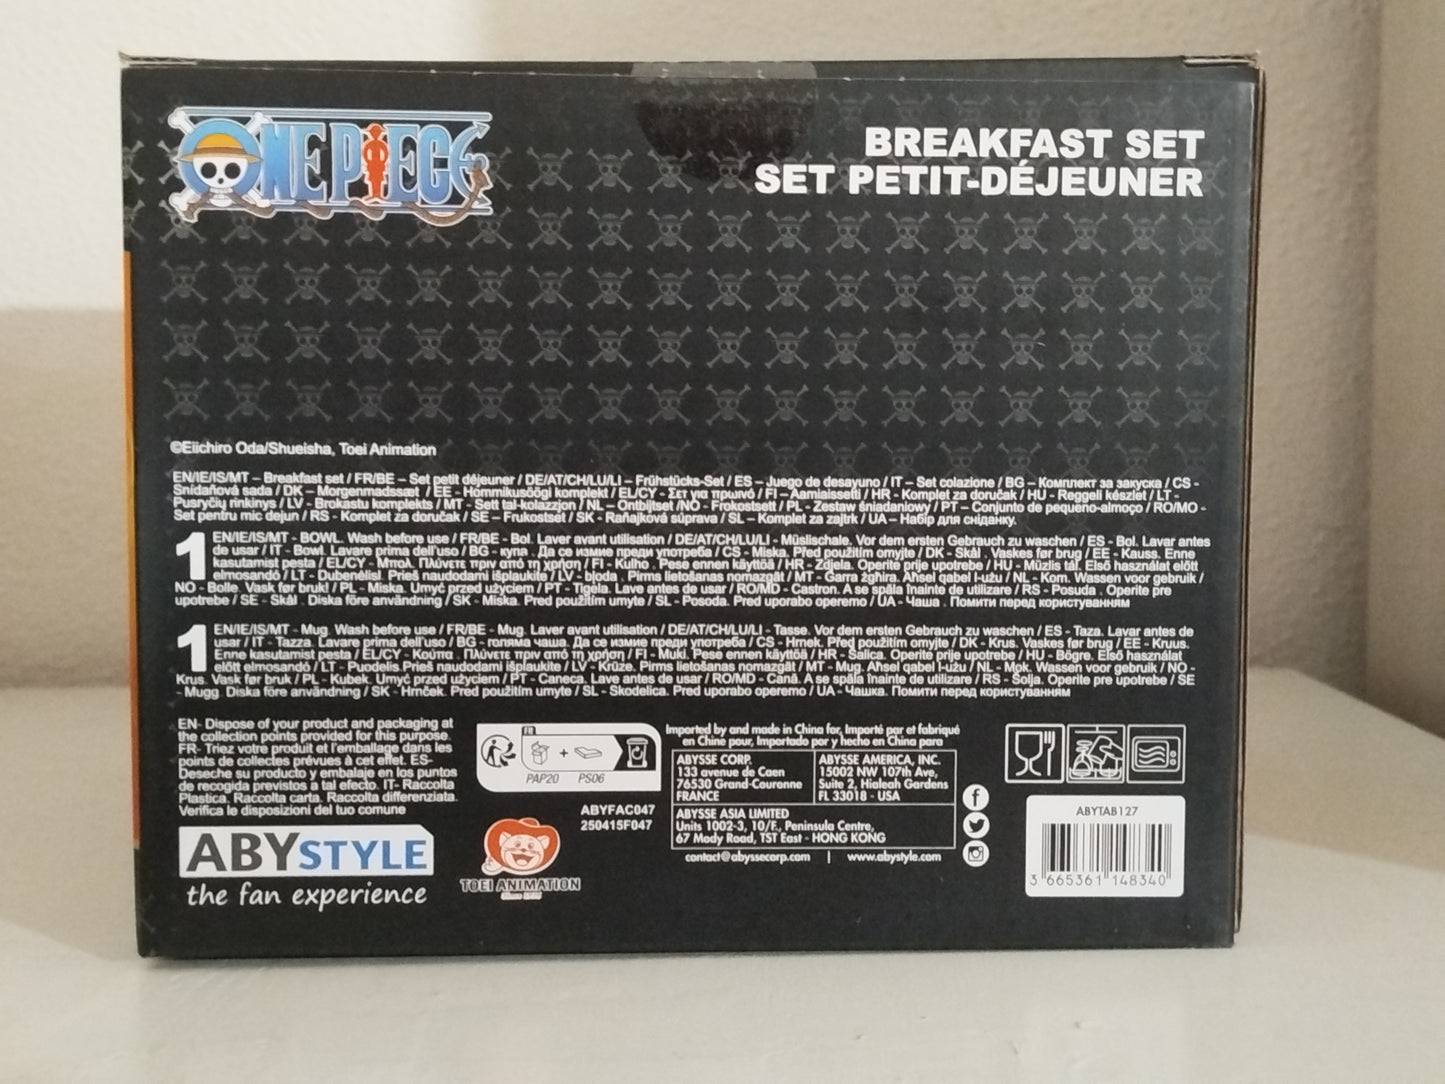 ONE PIECE
BREAKFAST SET
SET PETIT-DÉJEUNER
©Eiichiro Oda/Shueisha, Toei Animation
EN/IE/IS/MT – Breakfast set / FR/BE – Set petit déjeuner / DE/AT/CH/LU/LI – Frühstücks-Set / ES – Juego de desayuno / IT – Set colazione / BG – Комплект за закуска / CS -
Snídaňová sada / DK – Morgenmadssæt / EE - Hommikusöögi komplekt / EL/CY - Σετ για πρωινό / FI – Aamiaissetti / HR - Komplet za doručak / HU - Reggeli készlet / LT -
Pusryčių rinkinys / LV – Brokastu komplekts / MT - Sett tal-kolazzjon / NL – Ontbijtset /NO - Frokostsett / PL - Zestaw śniadaniowy / PT – Conjunto de pequeno-almoço / RO/MO -
Set pentru mic dejun / RS - Komplet za doručak / SE – Frukostset / SK - Raňajková súprava / SL – Komplet za zajtrk / UA – Набір для сніданку.
1 EN/IE/IS/MT - BOWL. Wash before use / FR/BE - Bol. Laver avant utilisation / DE/AT/CH/LU/LI - Müslischale. Vor dem ersten Gebrauch zu waschen / ES - Bol. Lavar antes
de usar / IT - Bowl. Lavare prima dell'uso / BG - купа . Да се измие преди употреба / CS - Miska. Před použitím omyjte / DK - Skål . Vaskes før brug / EE - Kauss. Enne
kasutamist pesta / EL/CY - Μπολ. Πλύνετε πριν από τη χρήση / FI - Kulho . Pese ennen käyttöä / HR - Zdjela. Operite prije upotrebe / HU - Müzlis tál. Első használat előtt
elmosandó / LT - Dubenėlisl. Prieš naudodami išplaukite / LV - bļoda . Pirms lietošanas nomazgāt / MT - Garra żgħira. Aħsel qabel l-użu / NL - Kom. Wassen voor gebruik /
NO - Bolle. Vask før bruk! / PL - Miska. Umyć przed użyciem / PT - Tigela. Lave antes de usar / RO/MD - Castron. A se spăla înainte de utilizare / RS - Posuda . Operite pre
upotrebe / SE - Skål . Diska före användning / SK - Miska. Pred použitím umyte / SL - Posoda. Pred uporabo operemo / UA - Чаша . Помити перед користуванням
1 EN/IE/IS/MT - Mug. Wash before use / FR/BE - Mug. Laver avant utilisation / DE/AT/CH/LU/LI - Tasse. Vor dem ersten Gebrauch zu waschen / ES - Taza. Lavar antes de
usar / IT - Tazza. Lavare prima dell'uso / BG - голяма чаша. Да се измие преди употреба / CS - Hrnek. Před použitím omyjte / DK - Krus. Vaskes før brug / EE - Kruus.
Enne kasutamist pesta / EL/CY - Κούπα . Πλύνετε πριν από τη χρήση / FI - Muki. Pese ennen käyttöä / HR - Šalica. Operite prije upotrebe / HU - Bögre. Első használat
előtt elmosandó / LT - Puodelis.Prieš naudodami išplaukite / LV - Krūze. Pirms lietošanas nomazgāt / MT - Mug. Aħsel qabel l-użu / NL - Mok. Wassen voor gebruik / NO -
Krus. Vask før bruk / PL - Kubek. Umyć przed użyciem / PT - Caneca. Lave antes de usar / RO/MD - Cană. A se spăla înainte de utilizare / RS - Šolja. Operite pre upotrebe / SE
- Mugg. Diska före användning / SK - Hrnček. Pred použitím umyte / SL - Skodelica. Pred uporabo operemo / UA - Чашка. Помити перед користуванням
EN- Dispose of your product and packaging at
the collection points provided for this purpose.
FR- Triez votre produit et l'emballage dans les
points de collectes prévues à cet effet. ES-
Deseche su producto y embalaje en los puntos
de recogida previstos a tal efecto. IT- Raccolta
Plastica. Raccolta carta. Raccolta differenziata.
Verifica le disposizioni del tuo comune
ABYSTYLE
the fan experience
FR
+
PAP20 PS06
ABYFAC047
250415F047
TOEI ANIMATION
Imported by and made in China for, Importé par et fabriqué
en Chine pour, Importado por y hecho en China para
ABYSSE CORP.
133 avenue de Caen
76530 Grand-Couronne
FRANCE
ABYSSE AMERICA, INC.
15002 NW 107th Ave,
Suite 2, Hialeah Gardens
FL 33018 - USA
ABYSSE ASIA LIMITED
Units 1002-3, 10/F., Peninsula Centre,
67 Mody Road, TST East - HONG KONG
contact@abyssecorp.com | www.abystyle.com
ABYTAB127
3 665361 148340